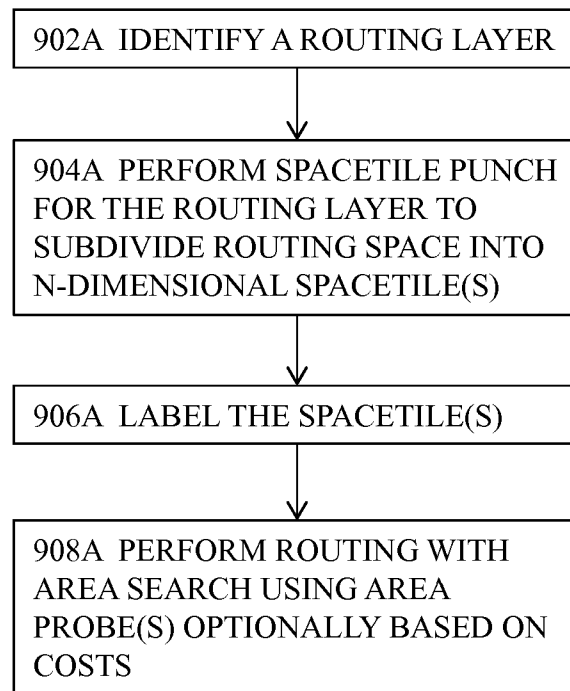 902A IDENTIFY A ROUTING LAYER
904A PERFORM SPACETILE PUNCH
FOR THE ROUTING LAYER TO
SUBDIVIDE ROUTING SPACE INTO
N-DIMENSIONAL SPACETILE(S)
906A LABEL THE SPACETILE(S)
908A PERFORM ROUTING WITH
AREA SEARCH USING AREA
PROBE(S) OPTIONALLY BASED ON
COSTS